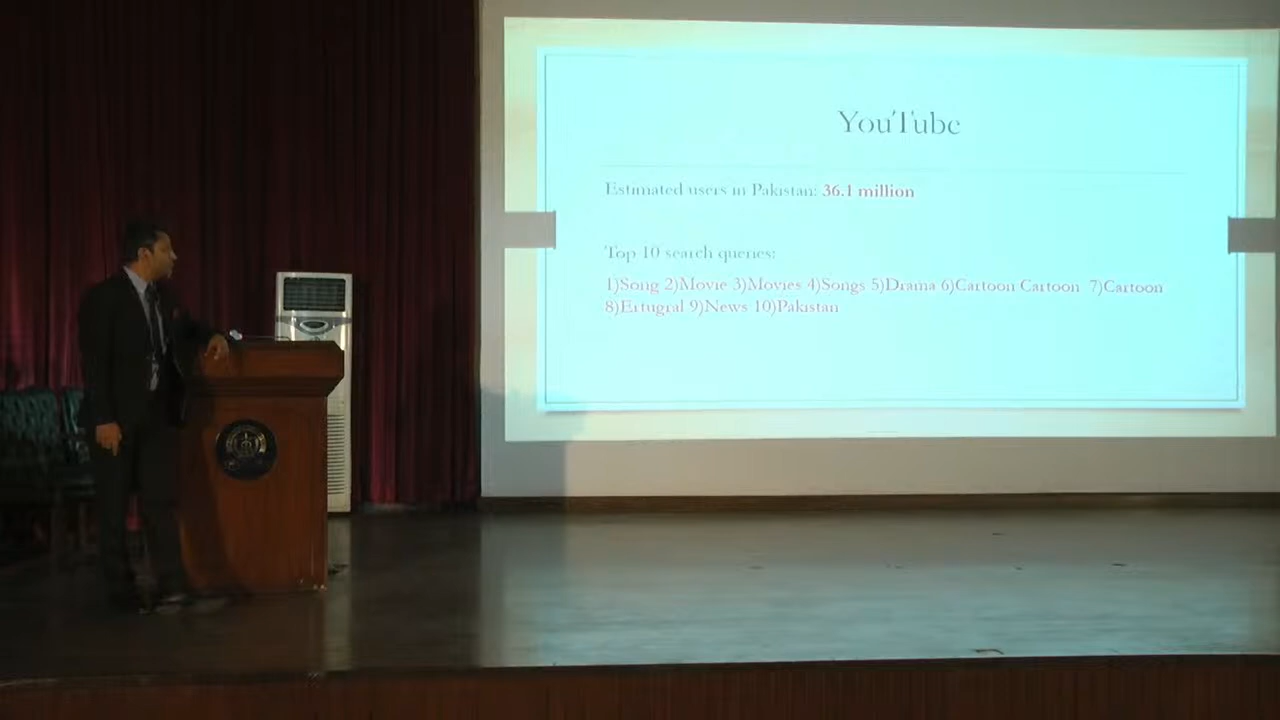 YouTube
Estimated users in Pakistan: 36.1 million
Top 10 search queries:
1)Song 2)Movie 3)Movies 4)Songs 5)Drama 6)Cartoon Cartoon 7)Cartoon
8)Ertugral 9)News 10)Pakistan